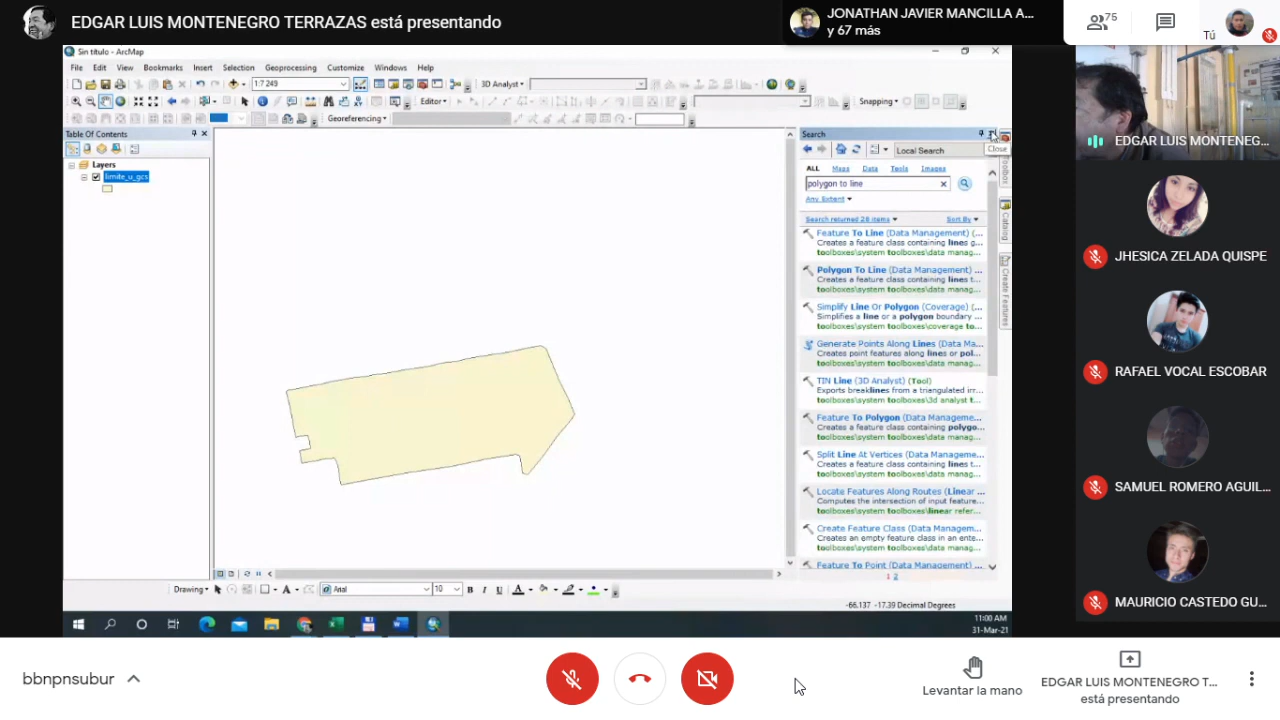 EDGAR LUIS MONTENEGRO TERRAZAS está presentando
JONATHAN JAVIER MANCILLA A...
y 67 más
75
Tú
Sin título - ArcMap
File Edit View Bookmarks Insert Selection Geoprocessing Customize Windows Help
1:7 249
3D Analyst
Editor
Snapping
Georeferencing
Table Of Contents
Layers
limite_u_gcs
Search
Close
Local Search
ALL Maps Data Tools Images
polygon to line
Any Extent
Search returned 28 items Sort By
Feature To Line (Data Management) (...
Creates a feature class containing lines g...
toolboxes\system toolboxes\data manag...
Polygon To Line (Data Management) ...
Creates a feature class containing lines t...
toolboxes\system toolboxes\data manag...
Simplify Line Or Polygon (Coverage) (...
Simplifies a line or a polygon boundary ...
toolboxes\system toolboxes\coverage to...
Generate Points Along Lines (Data Ma...
Creates point features along lines or pol...
toolboxes\system toolboxes\data manag...
TIN Line (3D Analyst) (Tool)
Exports breaklines from a triangulated irr...
toolboxes\system toolboxes\3d analyst t...
Feature To Polygon (Data Manageme...
Creates a feature class containing polygo...
toolboxes\system toolboxes\data manag...
Split Line At Vertices (Data Manageme...
Creates a feature class containing lines t...
toolboxes\system toolboxes\data manag...
Locate Features Along Routes (Linear ...
Computes the intersection of input feature...
toolboxes\system toolboxes\linear refer...
Create Feature Class (Data Managem...
Creates an empty feature class in an ente...
toolboxes\system toolboxes\data manag...
Feature To Point (Data Management) ...
1 2
Catalog
Create Features
Drawing
Arial
10
B I U A
-66.137 -17.39 Decimal Degrees
11:00 AM
31-Mar-21
EDGAR LUIS MONTENEG...
JHESICA ZELADA QUISPE
RAFAEL VOCAL ESCOBAR
SAMUEL ROMERO AGUIL...
MAURICIO CASTEDO GU...
bbnpnsubur
Levantar la mano
EDGAR LUIS MONTENEGRO T...
está presentando